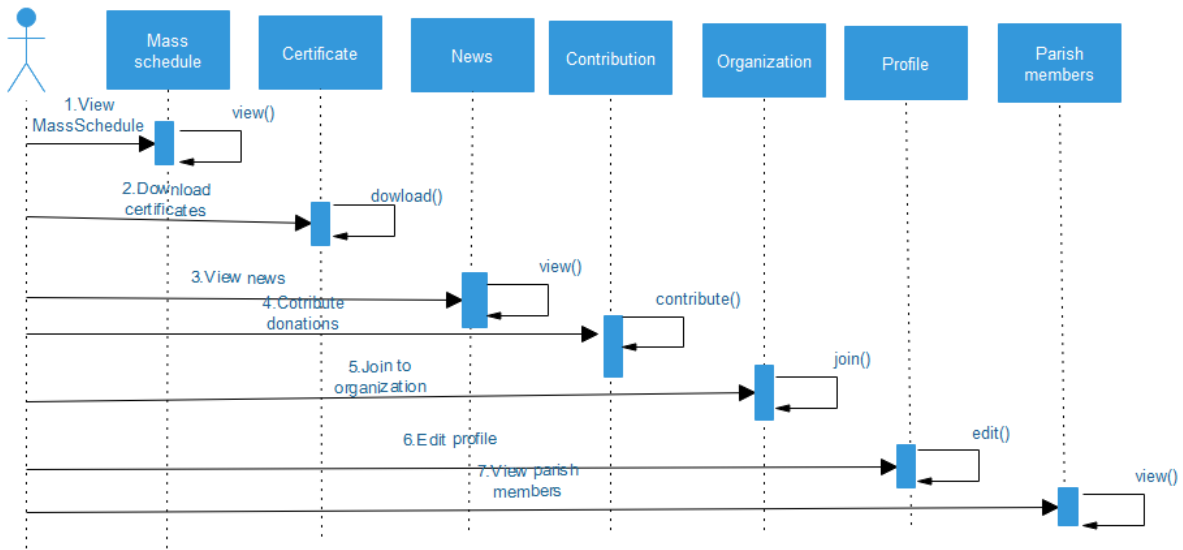 Mass
schedule
Certificate
News
Contribution
Organization
Profile
Parish
members
1.View
MassSchedule
view()
2.Download
certificates
dowload()
3.View news
view()
4.Cotribute
donations
contribute()
5.Join to
organization
join()
6.Edit profile
edit()
7.View parish
members
view()